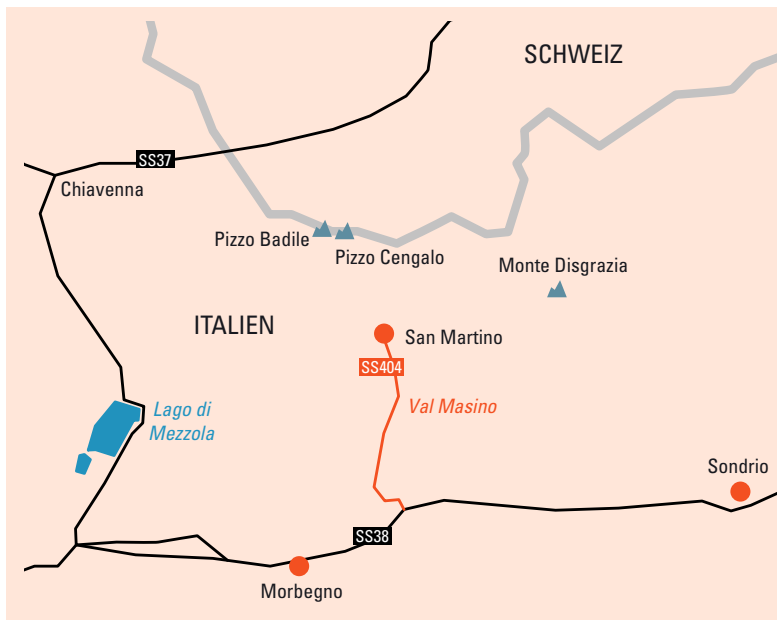 SCHWEIZ
SS37
Chiavenna
Pizzo Badile
Pizzo Cengalo
Monte Disgrazia
ITALIEN
San Martino
SS404
Val Masino
Lago di
Mezzola
Sondrio
SS38
Morbegno